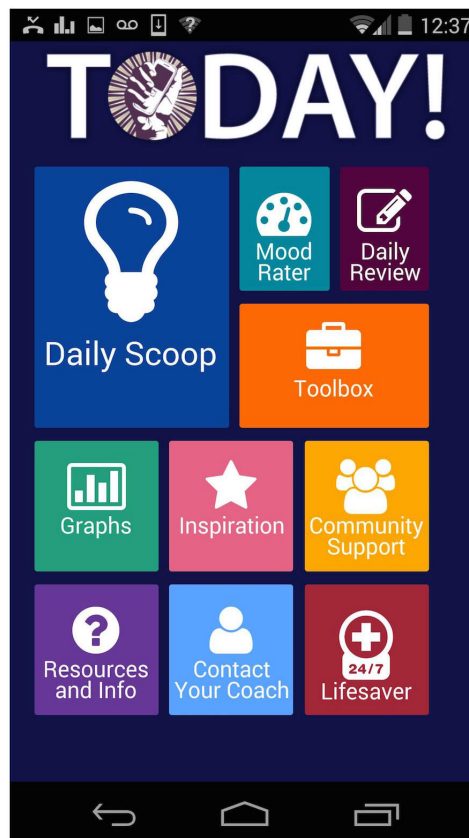 12:37
TODAY!
Daily Scoop
Mood
Rater
Daily
Review
Toolbox
Graphs
Inspiration
Community
Support
?
Resources
and Info
Contact
Your Coach
24/7
Lifesaver